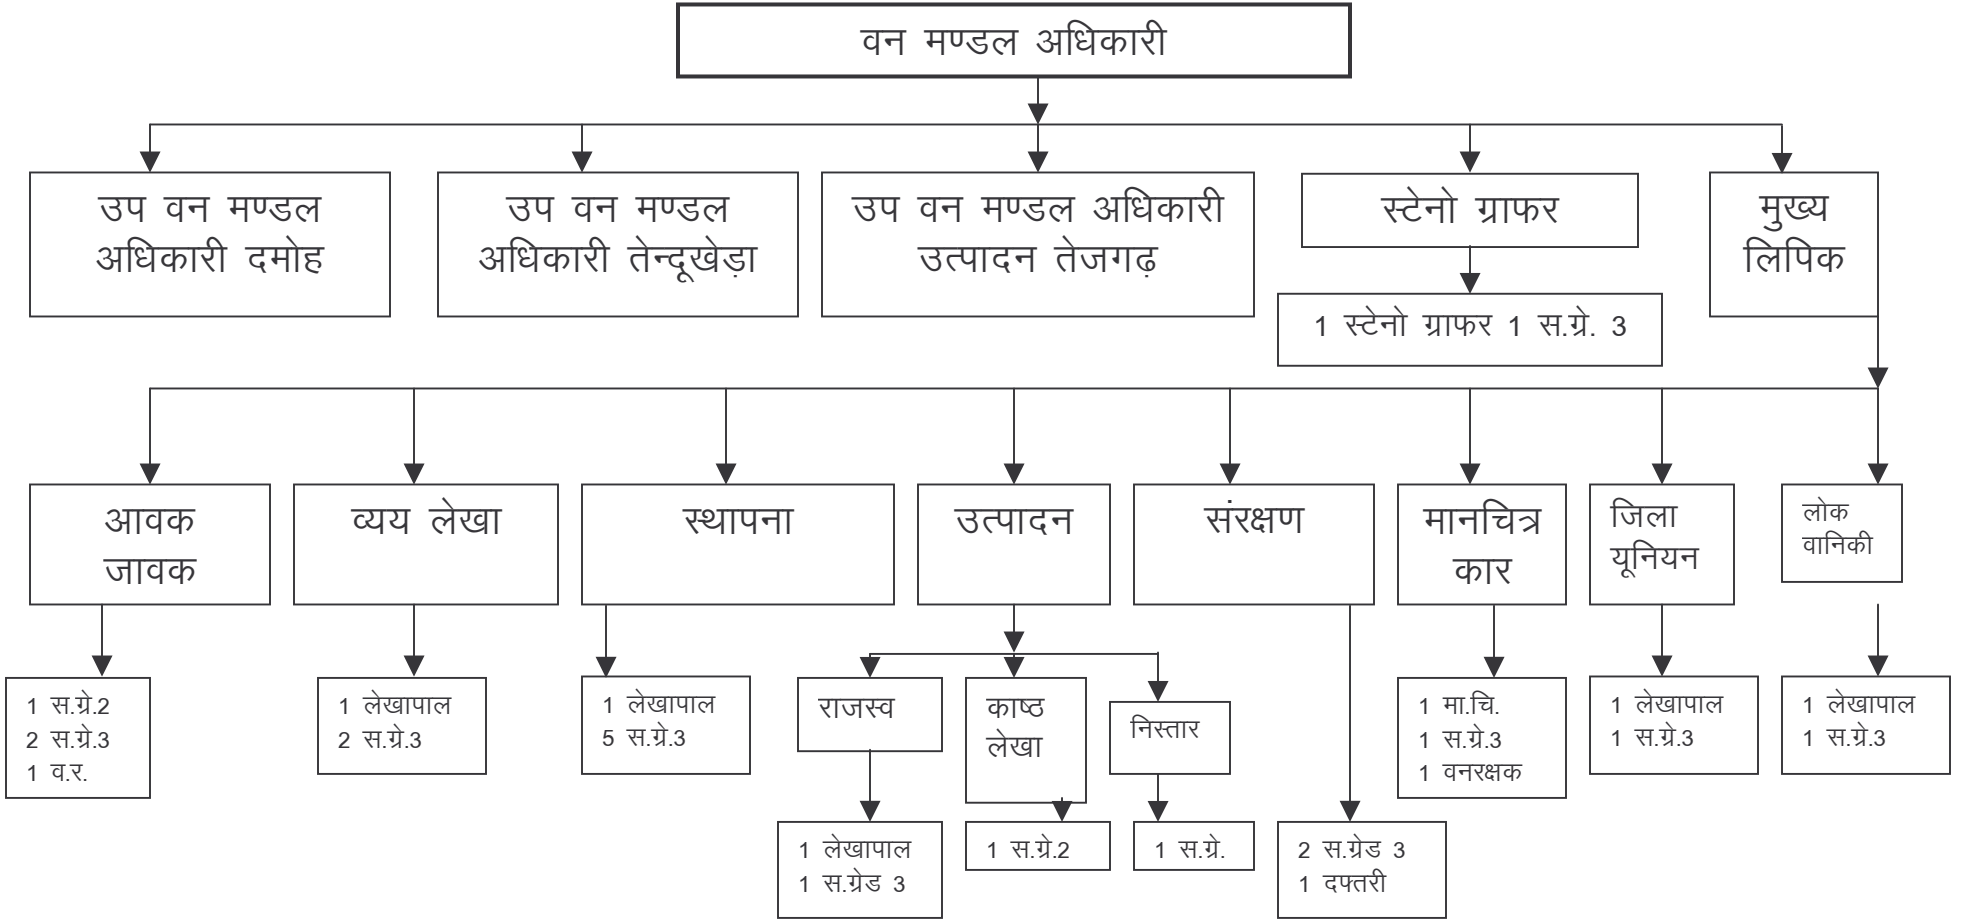 वन मण्डल अधिकारी
उप वन मण्डल
अधिकारी दमोह
उप वन मण्डल
अधिकारी तेन्दूखेड़ा
उप वन मण्डल अधिकारी
उत्पादन तेजगढ़
स्टेनो ग्राफर
मुख्य
लिपिक
1 स्टेनो ग्राफर 1 स.ग्रे. 3
आवक
जावक
व्यय लेखा
स्थापना
उत्पादन
संरक्षण
मानचित्र
कार
जिला
यूनियन
लोक
वानिकी
1 स.ग्रे.2
2 स.ग्रे.3
1 व.र.
1 लेखापाल
2 स.ग्रे.3
1 लेखापाल
5 स.ग्रे.3
राजस्व
काष्ठ
लेखा
निस्तार
1 मा.चि.
1 स.ग्रे.3
1 वनरक्षक
1 लेखापाल
1 स.ग्रे.3
1 लेखापाल
1 स.ग्रे.3
1 लेखापाल
1 स.ग्रेड 3
1 स.ग्रे.2
1 स.ग्रे.
2 स.ग्रेड 3
1 दफ्तरी